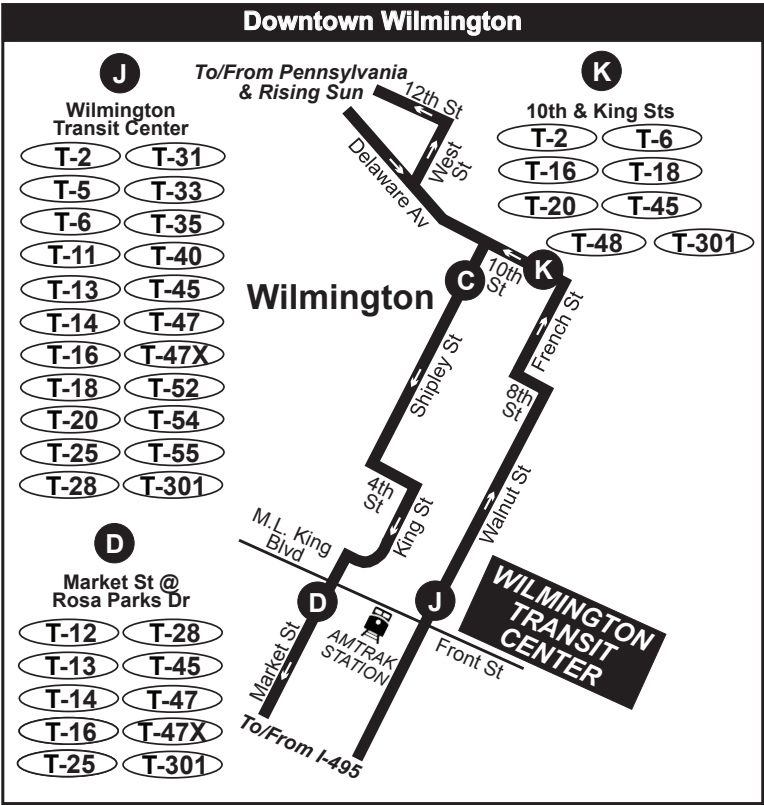 Downtown Wilmington
J
Wilmington
Transit Center
T-2 T-31
T-5 T-33
T-6 T-35
T-11 T-40
T-13 T-45
T-14 T-47
T-16 T-47X
T-18 T-52
T-20 T-54
T-25 T-55
T-28 T-301
D
Market St @
Rosa Parks Dr
T-12 T-28
T-13 T-45
T-14 T-47
T-16 T-47X
T-25 T-301
To/From Pennsylvania
& Rising Sun
12th St
West
St
Delaware Av
K
10th & King Sts
T-2 T-6
T-16 T-18
T-20 T-45
T-48 T-301
Wilmington
C
10th
St
K
French St
Shipley St
8th
St
4th
St
King St
Walnut St
M.L. King
Blvd
D
J
Market St
AMTRAK
STATION
Front St
WILMINGTON
TRANSIT
CENTER
To/From I-495